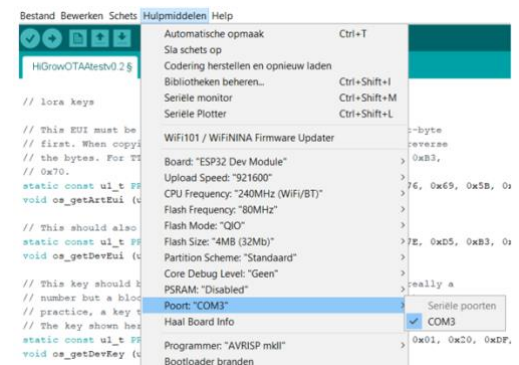 Bestand Bewerken Schets Hulpmiddelen Help
HiGrowOTAAtestv0.2 §
Automatische opmaak Ctrl+T
Sla schets op
Codering herstellen en opnieuw laden
Bibliotheken beheren... Ctrl+Shift+I
Seriële monitor Ctrl+Shift+M
Seriële Plotter Ctrl+Shift+L
WiFi101 / WiFiNINA Firmware Updater
Board: "ESP32 Dev Module"
Upload Speed: "921600"
CPU Frequency: "240MHz (WiFi/BT)"
Flash Frequency: "80MHz"
Flash Mode: "QIO"
Flash Size: "4MB (32Mb)"
Partition Scheme: "Standaard"
Core Debug Level: "Geen"
PSRAM: "Disabled"
Poort: "COM3"
Haal Board Info
Programmer: "AVRISP mkII"
Bootloader branden
Seriële poorten
COM3
// lora keys
// This EUI must be -byte
// first. When copyi reverse
// the bytes. For TT 0xB3,
// 0x70.
static const u1_t PR 76, 0x69, 0x5B, 0x
void os_getArtEui (u
// This should also
static const u1_t PR 7E, 0xD5, 0xB3, 0x
void os_getDevEui (u
// This key should b really a
// number but a bloc
// practice, a key t
// The key shown her
static const u1_t PR 0x01, 0x20, 0xDF,
void os_getDevKey (u